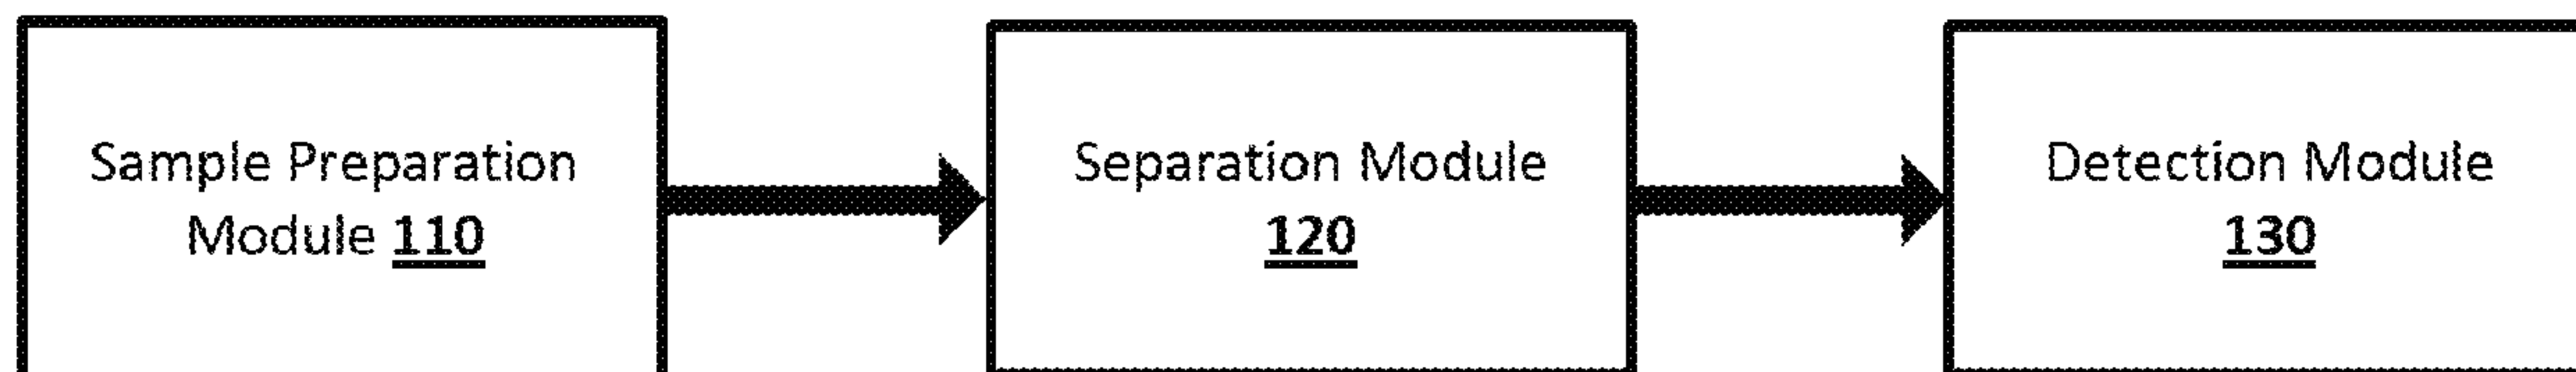 Sample Preparation
Module 110
Separation Module
120
Detection Module
130